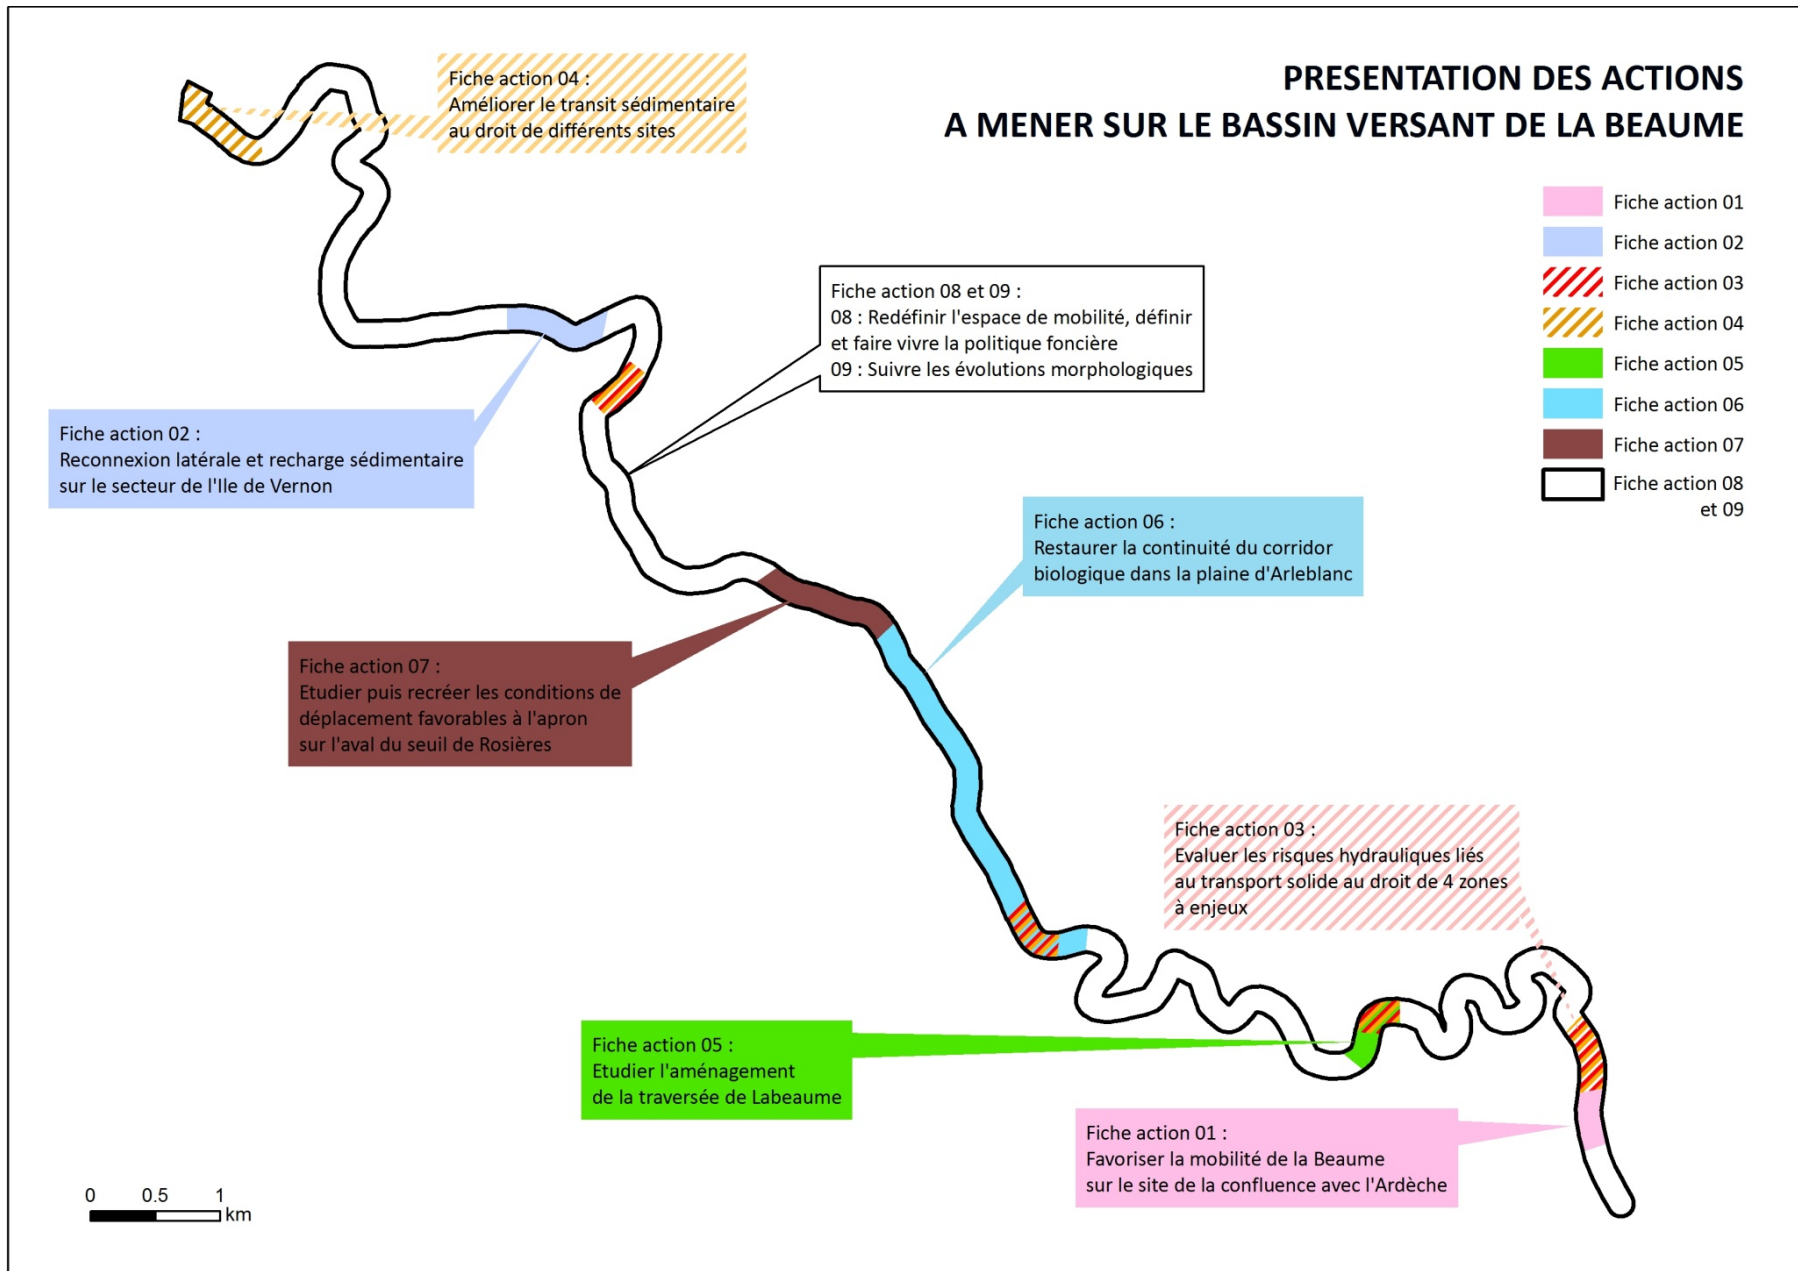 PRESENTATION DES ACTIONS
A MENER SUR LE BASSIN VERSANT DE LA BEAUME
Fiche action 04 :
Améliorer le transit sédimentaire
au droit de différents sites
Fiche action 01
Fiche action 02
Fiche action 03
Fiche action 04
Fiche action 05
Fiche action 06
Fiche action 07
Fiche action 08
et 09
Fiche action 08 et 09 :
08 : Redéfinir l'espace de mobilité, définir
et faire vivre la politique foncière
09 : Suivre les évolutions morphologiques
Fiche action 02 :
Reconnexion latérale et recharge sédimentaire
sur le secteur de l'Ile de Vernon
Fiche action 06 :
Restaurer la continuité du corridor
biologique dans la plaine d'Arleblanc
Fiche action 07 :
Etudier puis recréer les conditions de
déplacement favorables à l'apron
sur l'aval du seuil de Rosières
Fiche action 03 :
Evaluer les risques hydrauliques liés
au transport solide au droit de 4 zones
à enjeux
Fiche action 05 :
Etudier l'aménagement
de la traversée de Labeaume
Fiche action 01 :
Favoriser la mobilité de la Beaume
sur le site de la confluence avec l'Ardèche
0 0.5 1
km